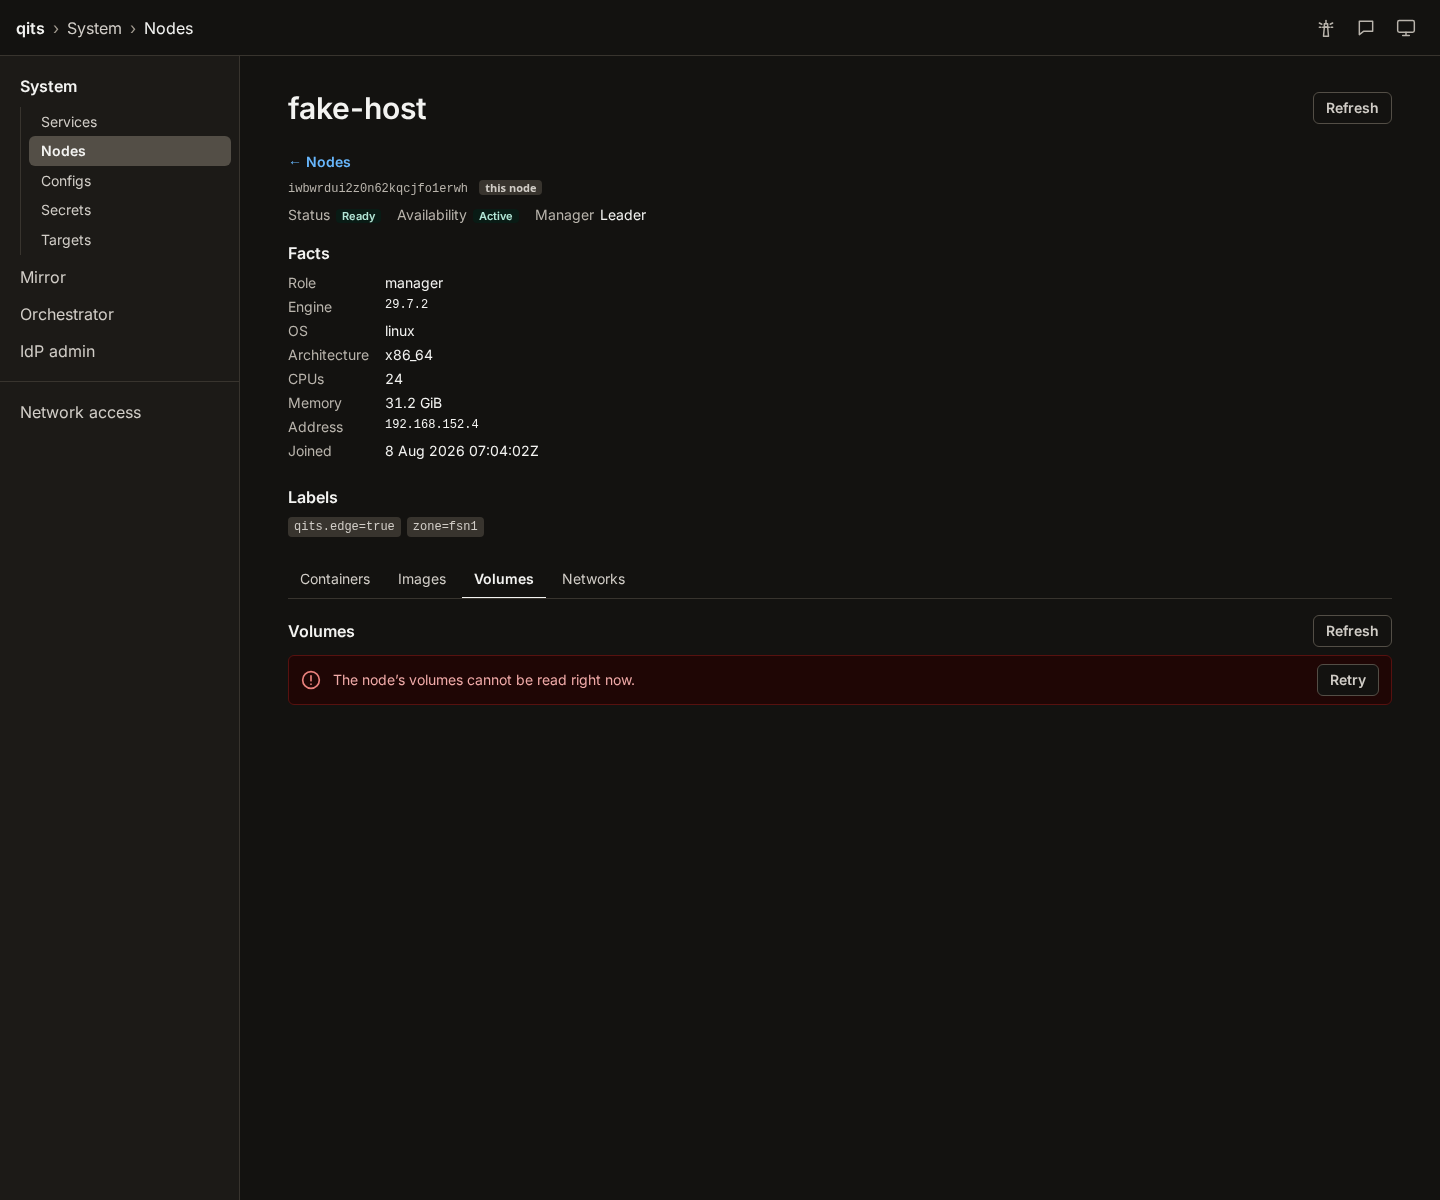 qits › System › Nodes
System
Services
Nodes
Configs
Secrets
Targets
Mirror
Orchestrator
IdP admin
Network access
fake-host
Refresh
← Nodes
iwbwrdui2z0n62kqcjfo1erwh this node
Status Ready Availability Active Manager Leader
Facts
Role manager
Engine 29.7.2
OS linux
Architecture x86_64
CPUs 24
Memory 31.2 GiB
Address 192.168.152.4
Joined 8 Aug 2026 07:04:02Z
Labels
qits.edge=true zone=fsn1
Containers Images Volumes Networks
Volumes Refresh
The node’s volumes cannot be read right now. Retry